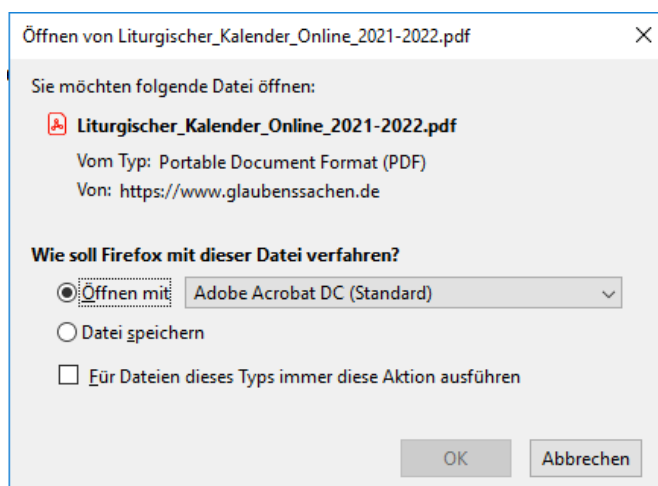 Öffnen von Liturgischer_Kalender_Online_2021-2022.pdf
Sie möchten folgende Datei öffnen:
Liturgischer_Kalender_Online_2021-2022.pdf
Vom Typ: Portable Document Format (PDF)
Von: https://www.glaubenssachen.de
Wie soll Firefox mit dieser Datei verfahren?
Öffnen mit Adobe Acrobat DC (Standard)
Datei speichern
Für Dateien dieses Typs immer diese Aktion ausführen
OK Abbrechen